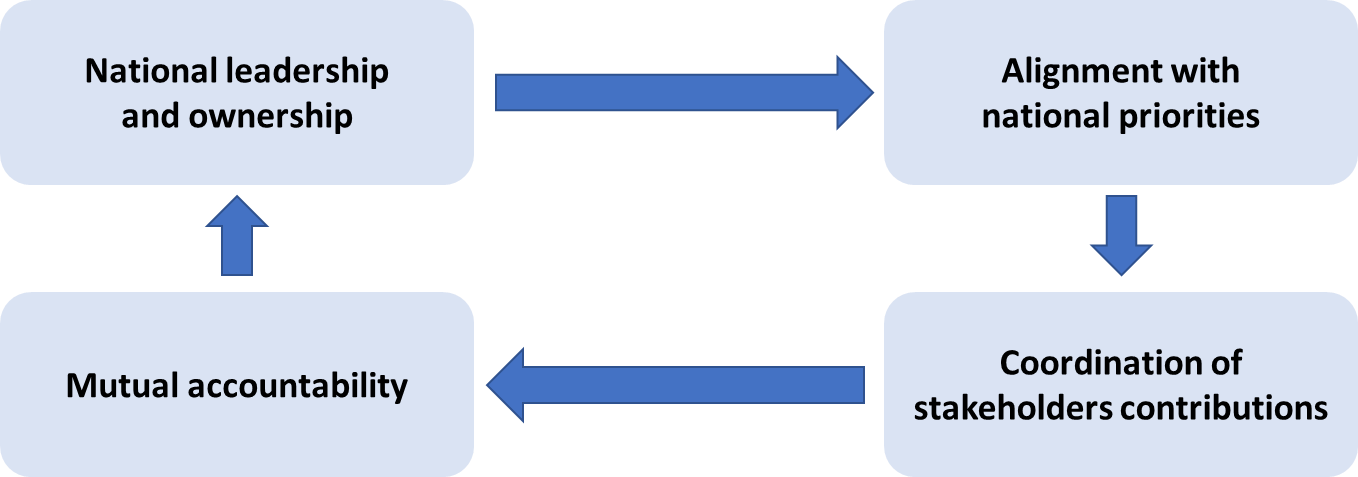 National leadership
and ownership
Alignment with
national priorities
Mutual accountability
Coordination of
stakeholders contributions